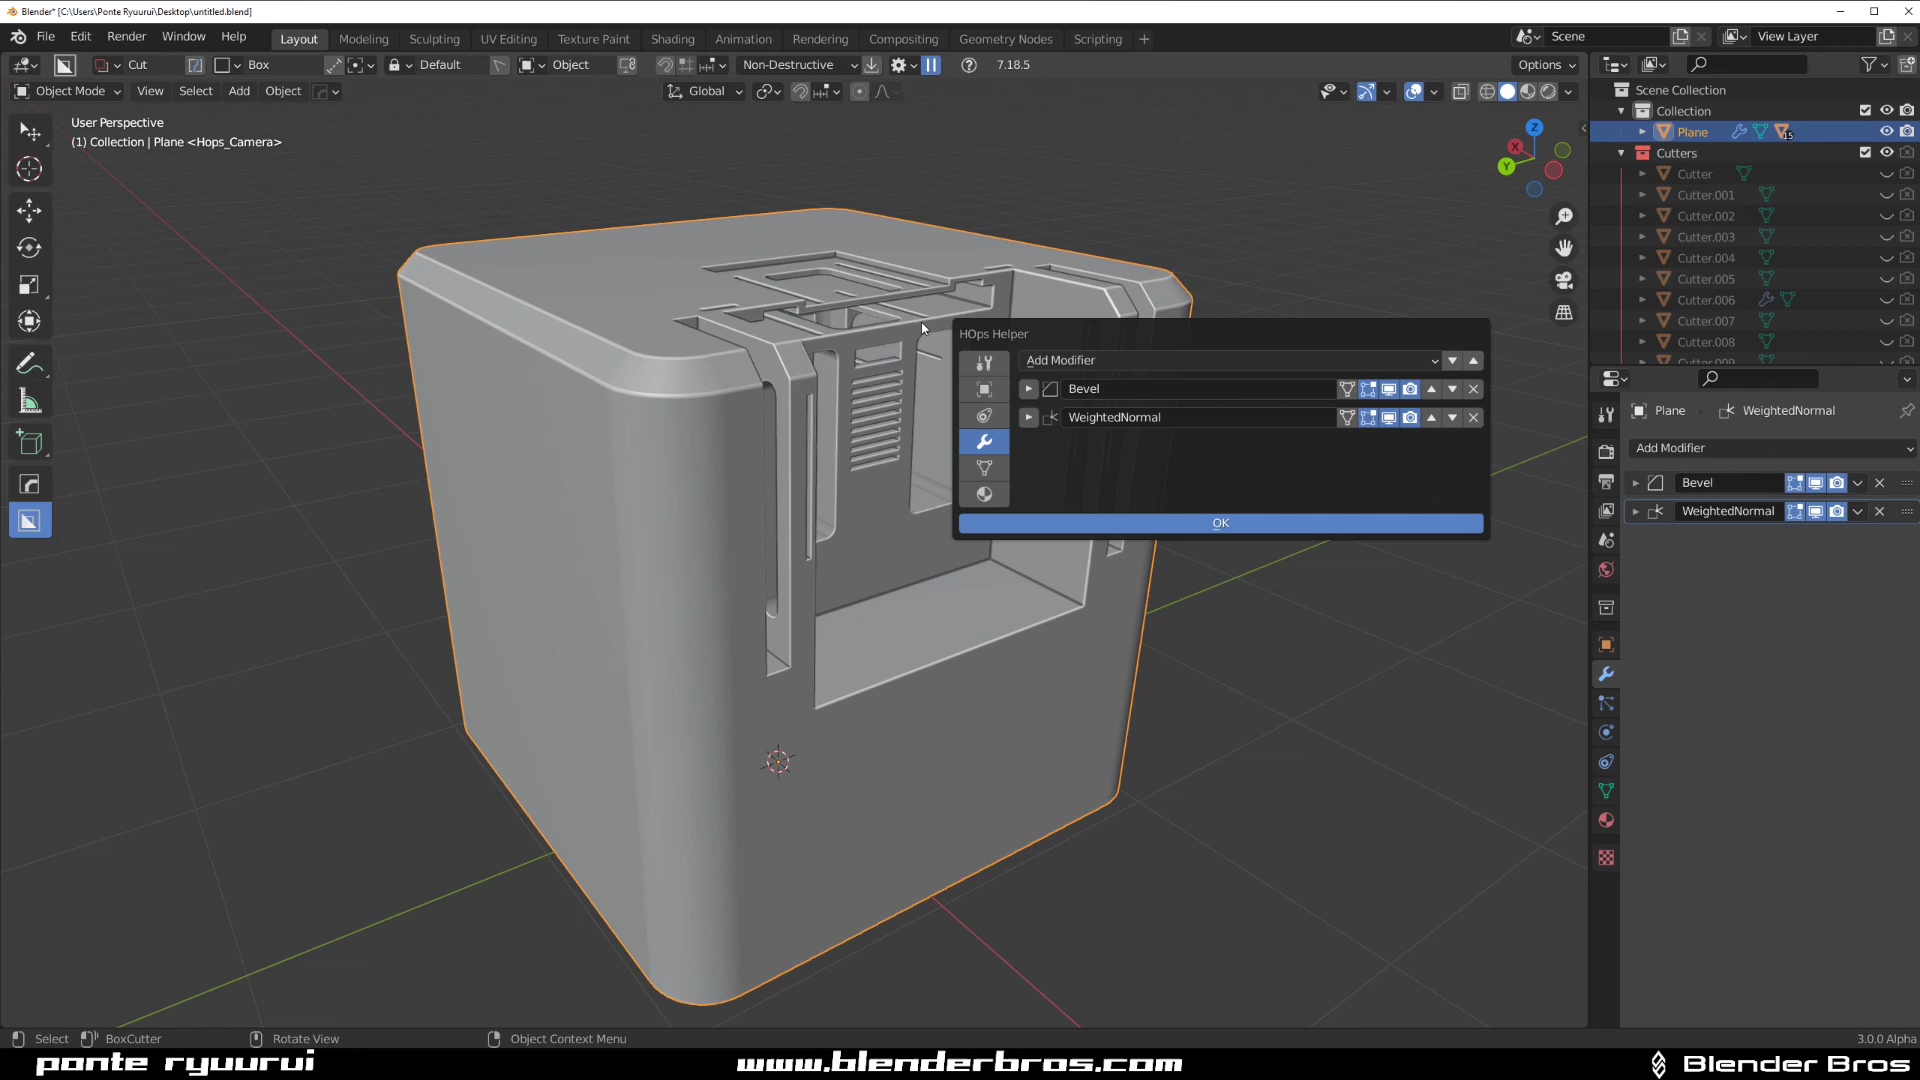 Blender* [C:\Users\Ponte Ryuurui\Desktop\untitled.blend]
File Edit Render Window Help Layout Modeling Sculpting UV Editing Texture Paint Shading Animation Rendering Compositing Geometry Nodes Scripting + Scene View Layer
Cut Box Default Object Non-Destructive 7.18.5 Options
Object Mode View Select Add Object Global
User Perspective
(1) Collection | Plane <Hops_Camera>
Z
X
Y
Scene Collection
Collection
Plane 15
Cutters
Cutter
Cutter.001
Cutter.002
Cutter.003
Cutter.004
Cutter.005
Cutter.006
Cutter.007
Cutter.008
HOps Helper
Add Modifier
Bevel
WeightedNormal
OK
Plane WeightedNormal
Add Modifier
Bevel
WeightedNormal
Select BoxCutter Rotate View Object Context Menu 3.0.0 Alpha
ponte ryuurui www.blenderbros.com Blender Bros